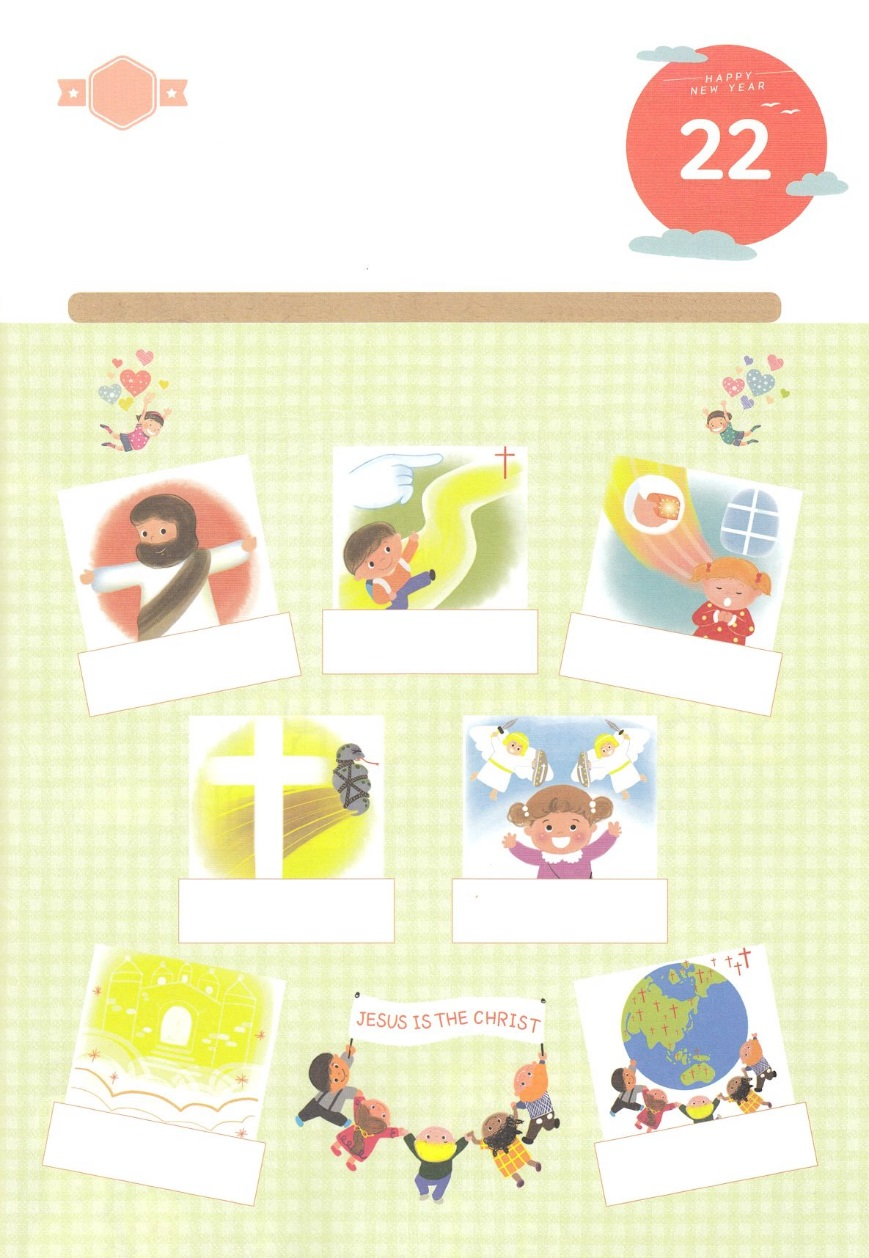 HAPPY
NEW YEAR
22
JESUS IS THE CHRIST